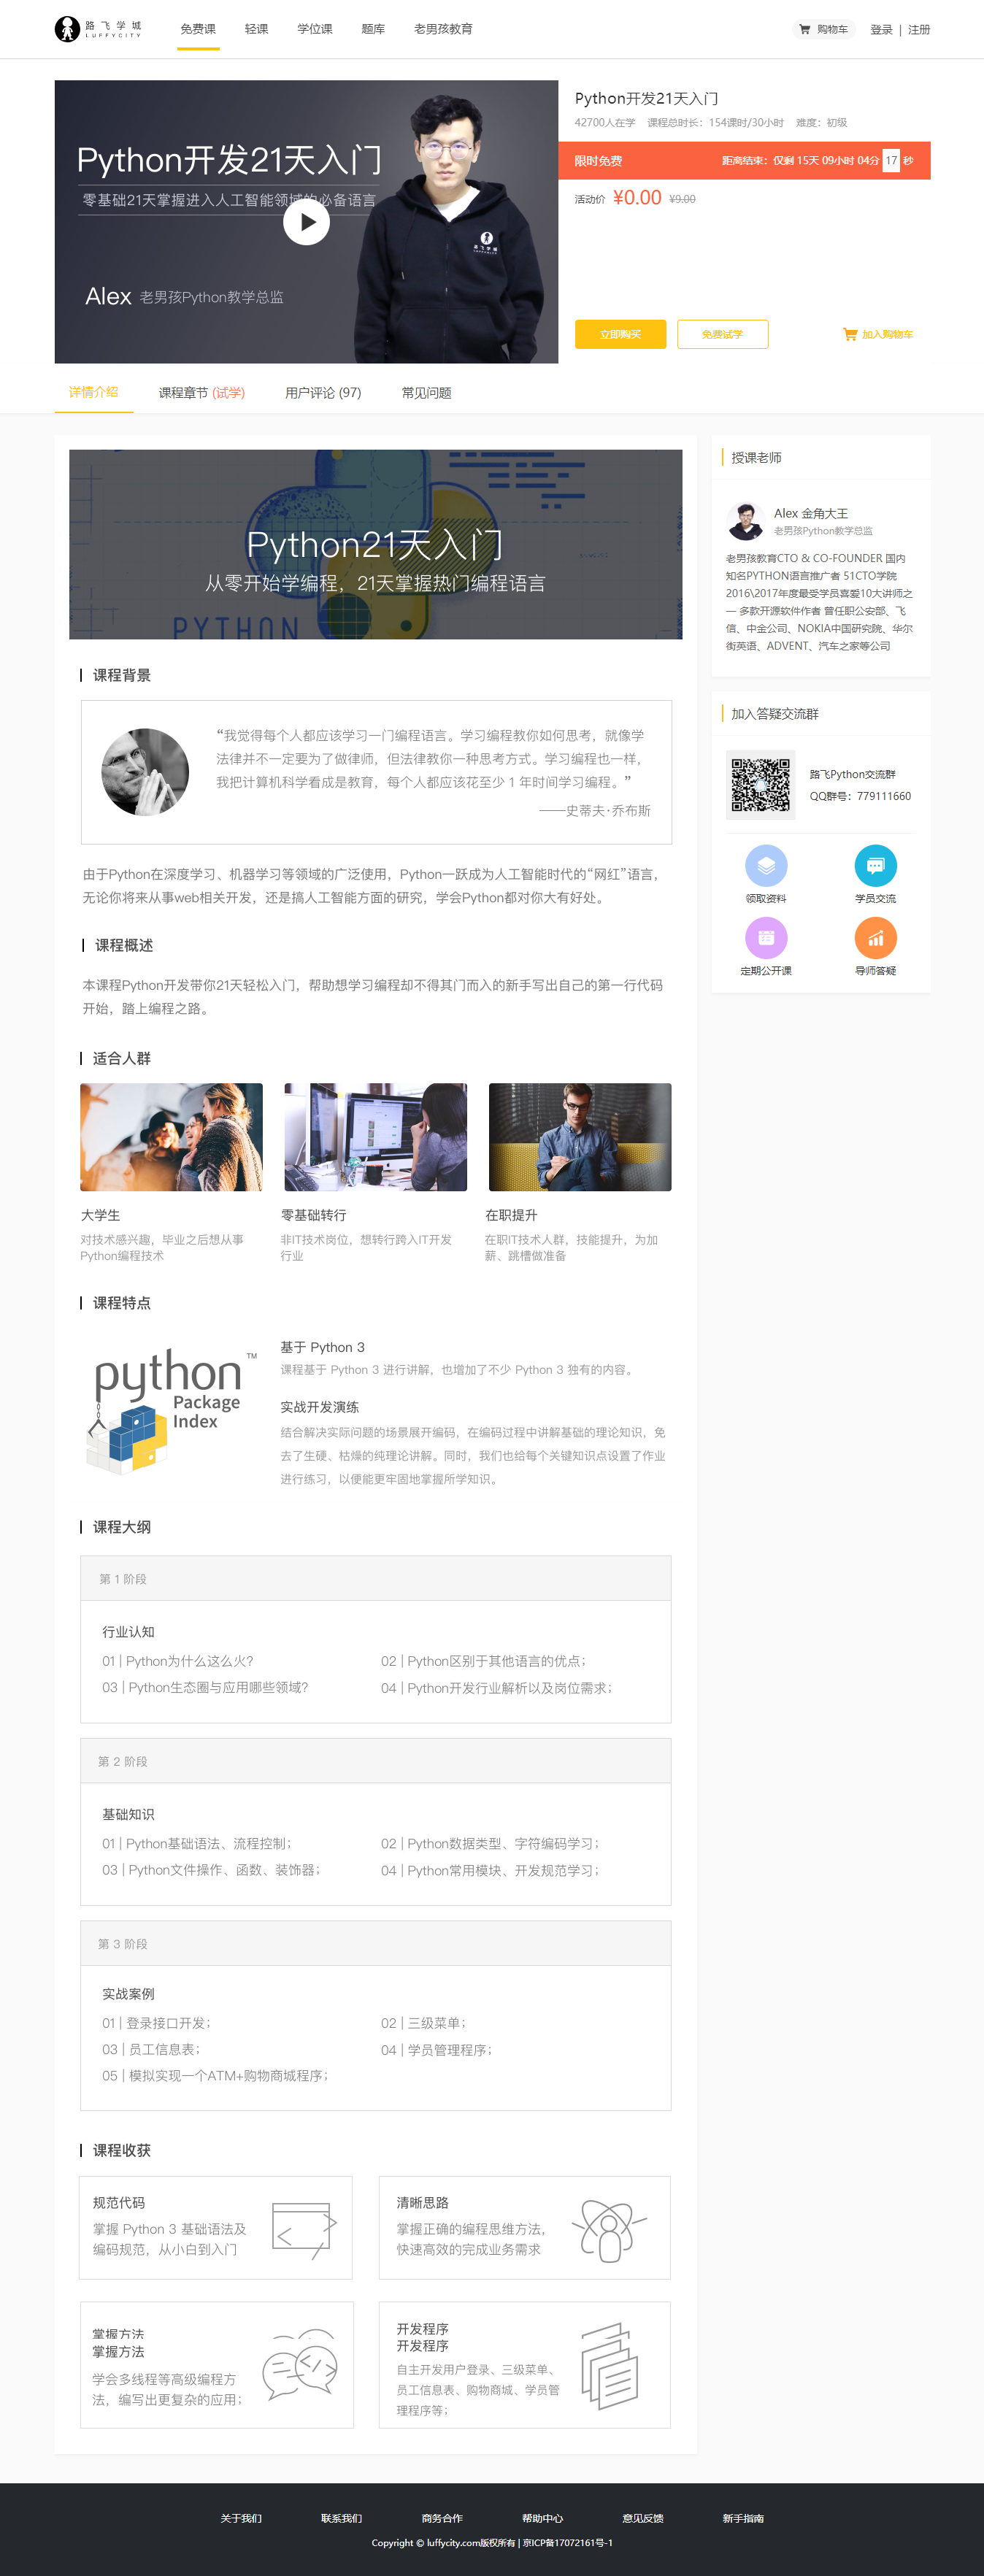 路飞学城
LUFFYCITY
免费课 轻课 学位课 题库 老男孩教育
购物车 登录 | 注册
Python开发21天入门
零基础21天掌握进入人工智能领域的必备语言
Alex 老男孩Python教学总监
Python开发21天入门
42700人在学 课程总时长：154课时/30小时 难度：初级
限时免费 距离结束：仅剩 15天 09小时 04分 17 秒
活动价 ¥0.00 ¥9.00
立即购买 免费试学 加入购物车
详情介绍 课程章节 (试学) 用户评论 (97) 常见问题
Python21天入门
从零开始学编程，21天掌握热门编程语言
PYTHON
课程背景
“我觉得每个人都应该学习一门编程语言。学习编程教你如何思考，就像学
法律并不一定要为了做律师，但法律教你一种思考方式。学习编程也一样，
我把计算机科学看成是教育，每个人都应该花至少 1 年时间学习编程。”
——史蒂夫·乔布斯
由于Python在深度学习、机器学习等领域的广泛使用，Python一跃成为人工智能时代的“网红”语言，
无论你将来从事web相关开发，还是搞人工智能方面的研究，学会Python都对你大有好处。
课程概述
本课程Python开发带你21天轻松入门，帮助想学习编程却不得其门而入的新手写出自己的第一行代码
开始，踏上编程之路。
适合人群
大学生
对技术感兴趣，毕业之后想从事
Python编程技术
零基础转行
非IT技术岗位，想转行跨入IT开发
行业
在职提升
在职IT技术人群，技能提升，为加
薪、跳槽做准备
课程特点
python™
Package
Index
基于 Python 3
课程基于 Python 3 进行讲解，也增加了不少 Python 3 独有的内容。
实战开发演练
结合解决实际问题的场景展开编码，在编码过程中讲解基础的理论知识，免
去了生硬、枯燥的纯理论讲解。同时，我们也给每个关键知识点设置了作业
进行练习，以便能更牢固地掌握所学知识。
课程大纲
第 1 阶段
行业认知
01 | Python为什么这么火？
02 | Python区别于其他语言的优点；
03 | Python生态圈与应用哪些领域？
04 | Python开发行业解析以及岗位需求；
第 2 阶段
基础知识
01 | Python基础语法、流程控制；
02 | Python数据类型、字符编码学习；
03 | Python文件操作、函数、装饰器；
04 | Python常用模块、开发规范学习；
第 3 阶段
实战案例
01 | 登录接口开发；
02 | 三级菜单；
03 | 员工信息表；
04 | 学员管理程序；
05 | 模拟实现一个ATM+购物商城程序；
课程收获
规范代码
掌握 Python 3 基础语法及
编码规范，从小白到入门
清晰思路
掌握正确的编程思维方法，
快速高效的完成业务需求
掌握方法
掌握方法
学会多线程等高级编程方
法，编写出更复杂的应用；
开发程序
开发程序
自主开发用户登录、三级菜单、
员工信息表、购物商城、学员管
理程序等；
授课老师
Alex 金角大王
老男孩Python教学总监
老男孩教育CTO & CO-FOUNDER 国内
知名PYTHON语言推广者 51CTO学院
2016\2017年度最受学员喜爱10大讲师之
一 多款开源软件作者 曾任职公安部、飞
信、中金公司、NOKIA中国研究院、华尔
街英语、ADVENT、汽车之家等公司
加入答疑交流群
路飞Python交流群
QQ群号：779111660
领取资料 学员交流
定期公开课 导师答疑
关于我们 联系我们 商务合作 帮助中心 意见反馈 新手指南
Copyright © luffycity.com版权所有 | 京ICP备17072161号-1